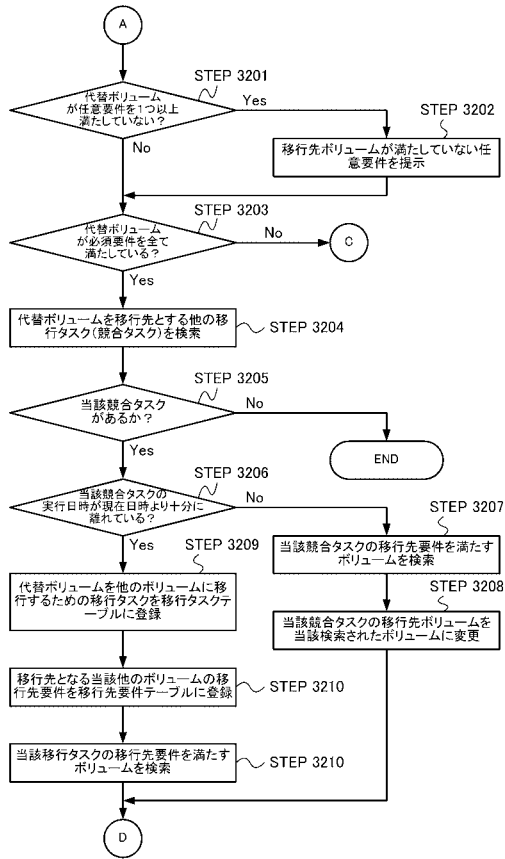 A
代替ボリューム
が任意要件を1つ以上
満たしていない?
STEP 3201
Yes
No
STEP 3202
移行先ボリュームが満たしていない任
意要件を提示
代替ボリューム
が必須要件を全て
満たしている?
STEP 3203
No
C
Yes
代替ボリュームを移行先とする他の移
行タスク(競合タスク)を検索
STEP 3204
当該競合タスク
があるか?
STEP 3205
No
END
Yes
当該競合タスクの
実行日時が現在日時より十分に
離れている?
STEP 3206
No
Yes
STEP 3207
当該競合タスクの移行先要件を満たす
ボリュームを検索
STEP 3209
代替ボリュームを他のボリュームに移
行するための移行タスクを移行タスクテ
ーブルに登録
STEP 3208
当該競合タスクの移行先ボリュームを
当該検索されたボリュームに変更
移行先となる当該他のボリュームの移
行先要件を移行先要件テーブルに登録
STEP 3210
当該移行タスクの移行先要件を満たす
ボリュームを検索
STEP 3210
D